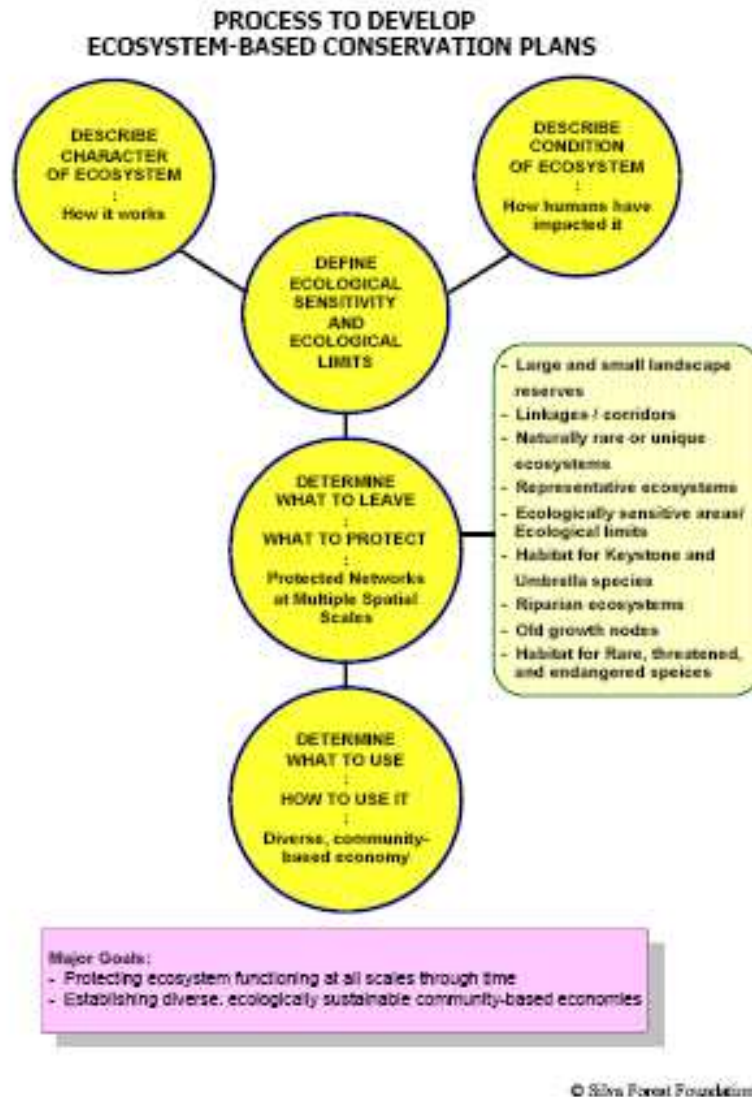 PROCESS TO DEVELOP
ECOSYSTEM-BASED CONSERVATION PLANS
DESCRIBE
CHARACTER
OF ECOSYSTEM
:
How it works
DESCRIBE
CONDITION
OF ECOSYSTEM
:
How humans have
impacted it
DEFINE
ECOLOGICAL
SENSITIVITY
AND
ECOLOGICAL
LIMITS
DETERMINE
WHAT TO LEAVE
:
WHAT TO PROTECT
:
Protected Networks
at Multiple Spatial
Scales
- Large and small landscape
reserves
- Linkages / corridors
- Naturally rare or unique
ecosystems
- Representative ecosystems
- Ecologically sensitive areas/
Ecological limits
- Habitat for Keystone and
Umbrella species
- Riparian ecosystems
- Old growth nodes
- Habitat for Rare, threatened,
and endangered speices
DETERMINE
WHAT TO USE
:
HOW TO USE IT
:
Diverse, community-
based economy
Major Goals:
- Protecting ecosystem functioning at all scales through time
- Establishing diverse, ecologically sustainable community-based economies
© Silva Forest Foundation